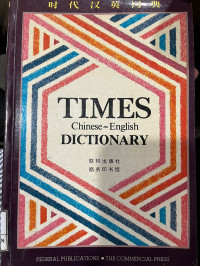 时代汉英词典
TIMES
Chinese~English
DICTIONARY
联邦出版社
商务印书馆
FEDERAL PUBLICATIONS • THE COMMERCIAL PRESS